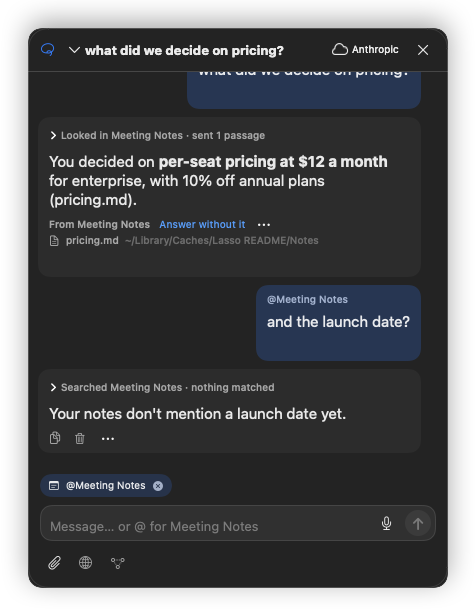 what did we decide on pricing?
Anthropic
what did we decide on pricing?
Looked in Meeting Notes · sent 1 passage
You decided on per-seat pricing at $12 a month
for enterprise, with 10% off annual plans
(pricing.md).
From Meeting Notes Answer without it ...
pricing.md ~/Library/Caches/Lasso README/Notes
@Meeting Notes
and the launch date?
Searched Meeting Notes · nothing matched
Your notes don't mention a launch date yet.
...
@Meeting Notes
Message... or @ for Meeting Notes